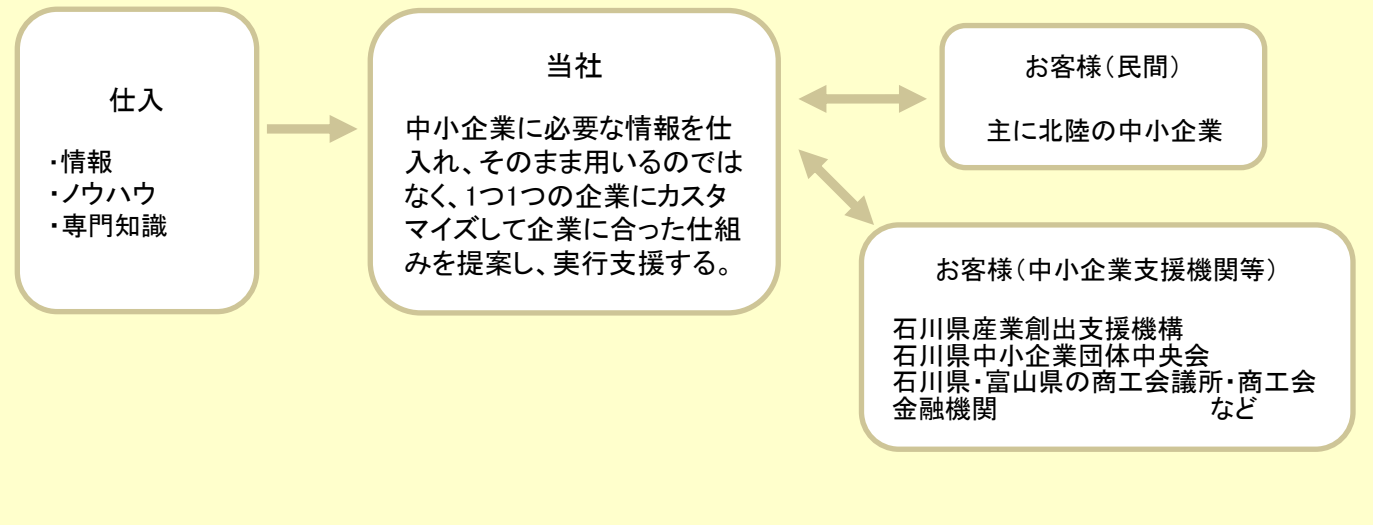 仕入
・情報
・ノウハウ
・専門知識
当社
中小企業に必要な情報を仕
入れ、そのまま用いるのでは
なく、1つ1つの企業にカスタ
マイズして企業に合った仕組
みを提案し、実行支援する。
お客様(民間)
主に北陸の中小企業
お客様(中小企業支援機関等)
石川県産業創出支援機構
石川県中小企業団体中央会
石川県・富山県の商工会議所・商工会
金融機関 など